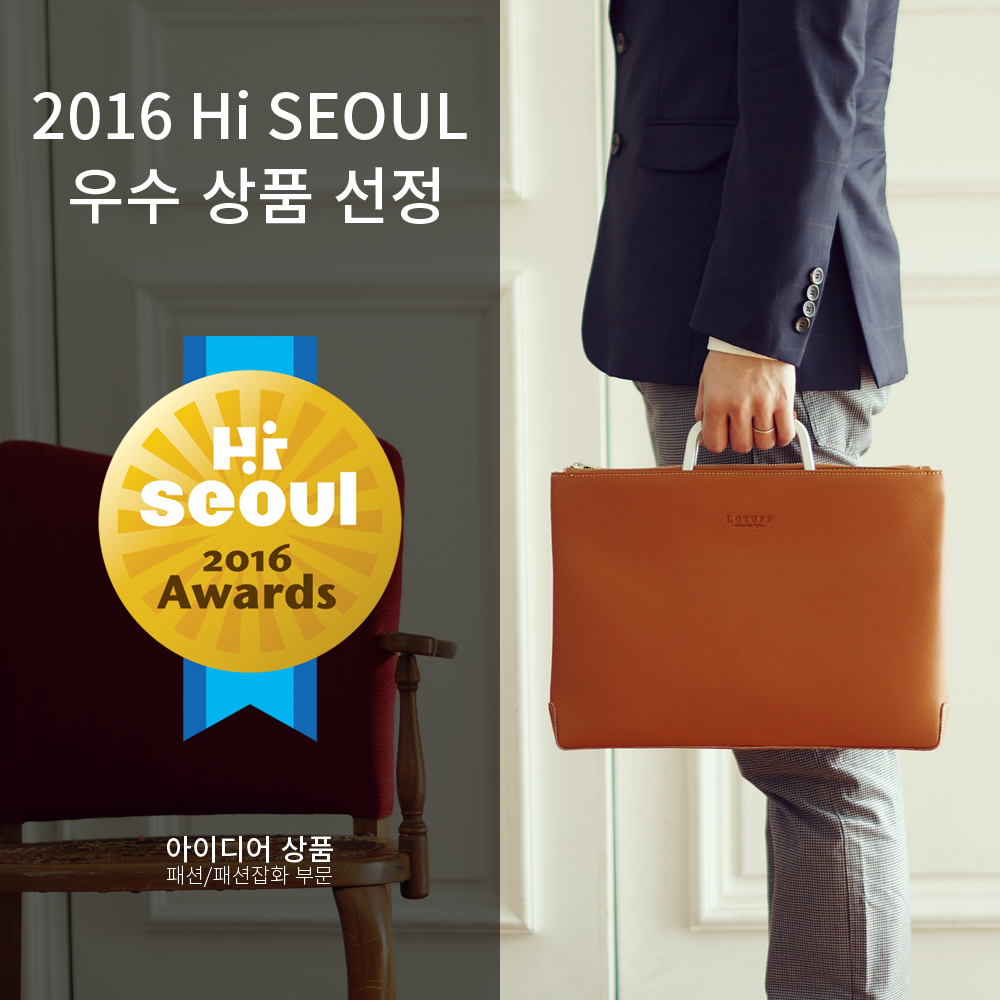 2016 Hi SEOUL
우수 상품 선정
Hi
seoul
2016
Awards
아이디어 상품
패션/패션잡화 부문
LOTUFF